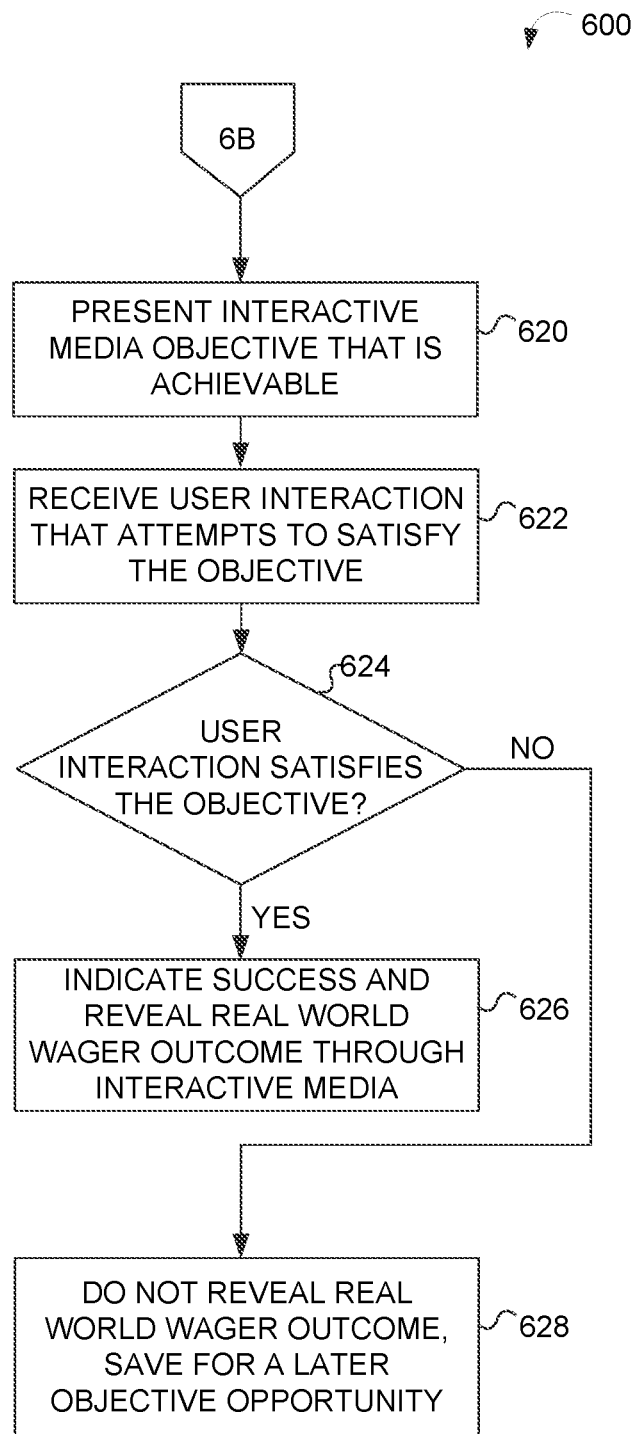 600
6B
PRESENT INTERACTIVE
MEDIA OBJECTIVE THAT IS
ACHIEVABLE
620
RECEIVE USER INTERACTION
THAT ATTEMPTS TO SATISFY
THE OBJECTIVE
622
624
USER
INTERACTION SATISFIES
THE OBJECTIVE?
NO
YES
INDICATE SUCCESS AND
REVEAL REAL WORLD
WAGER OUTCOME THROUGH
INTERACTIVE MEDIA
626
DO NOT REVEAL REAL
WORLD WAGER OUTCOME,
SAVE FOR A LATER
OBJECTIVE OPPORTUNITY
628